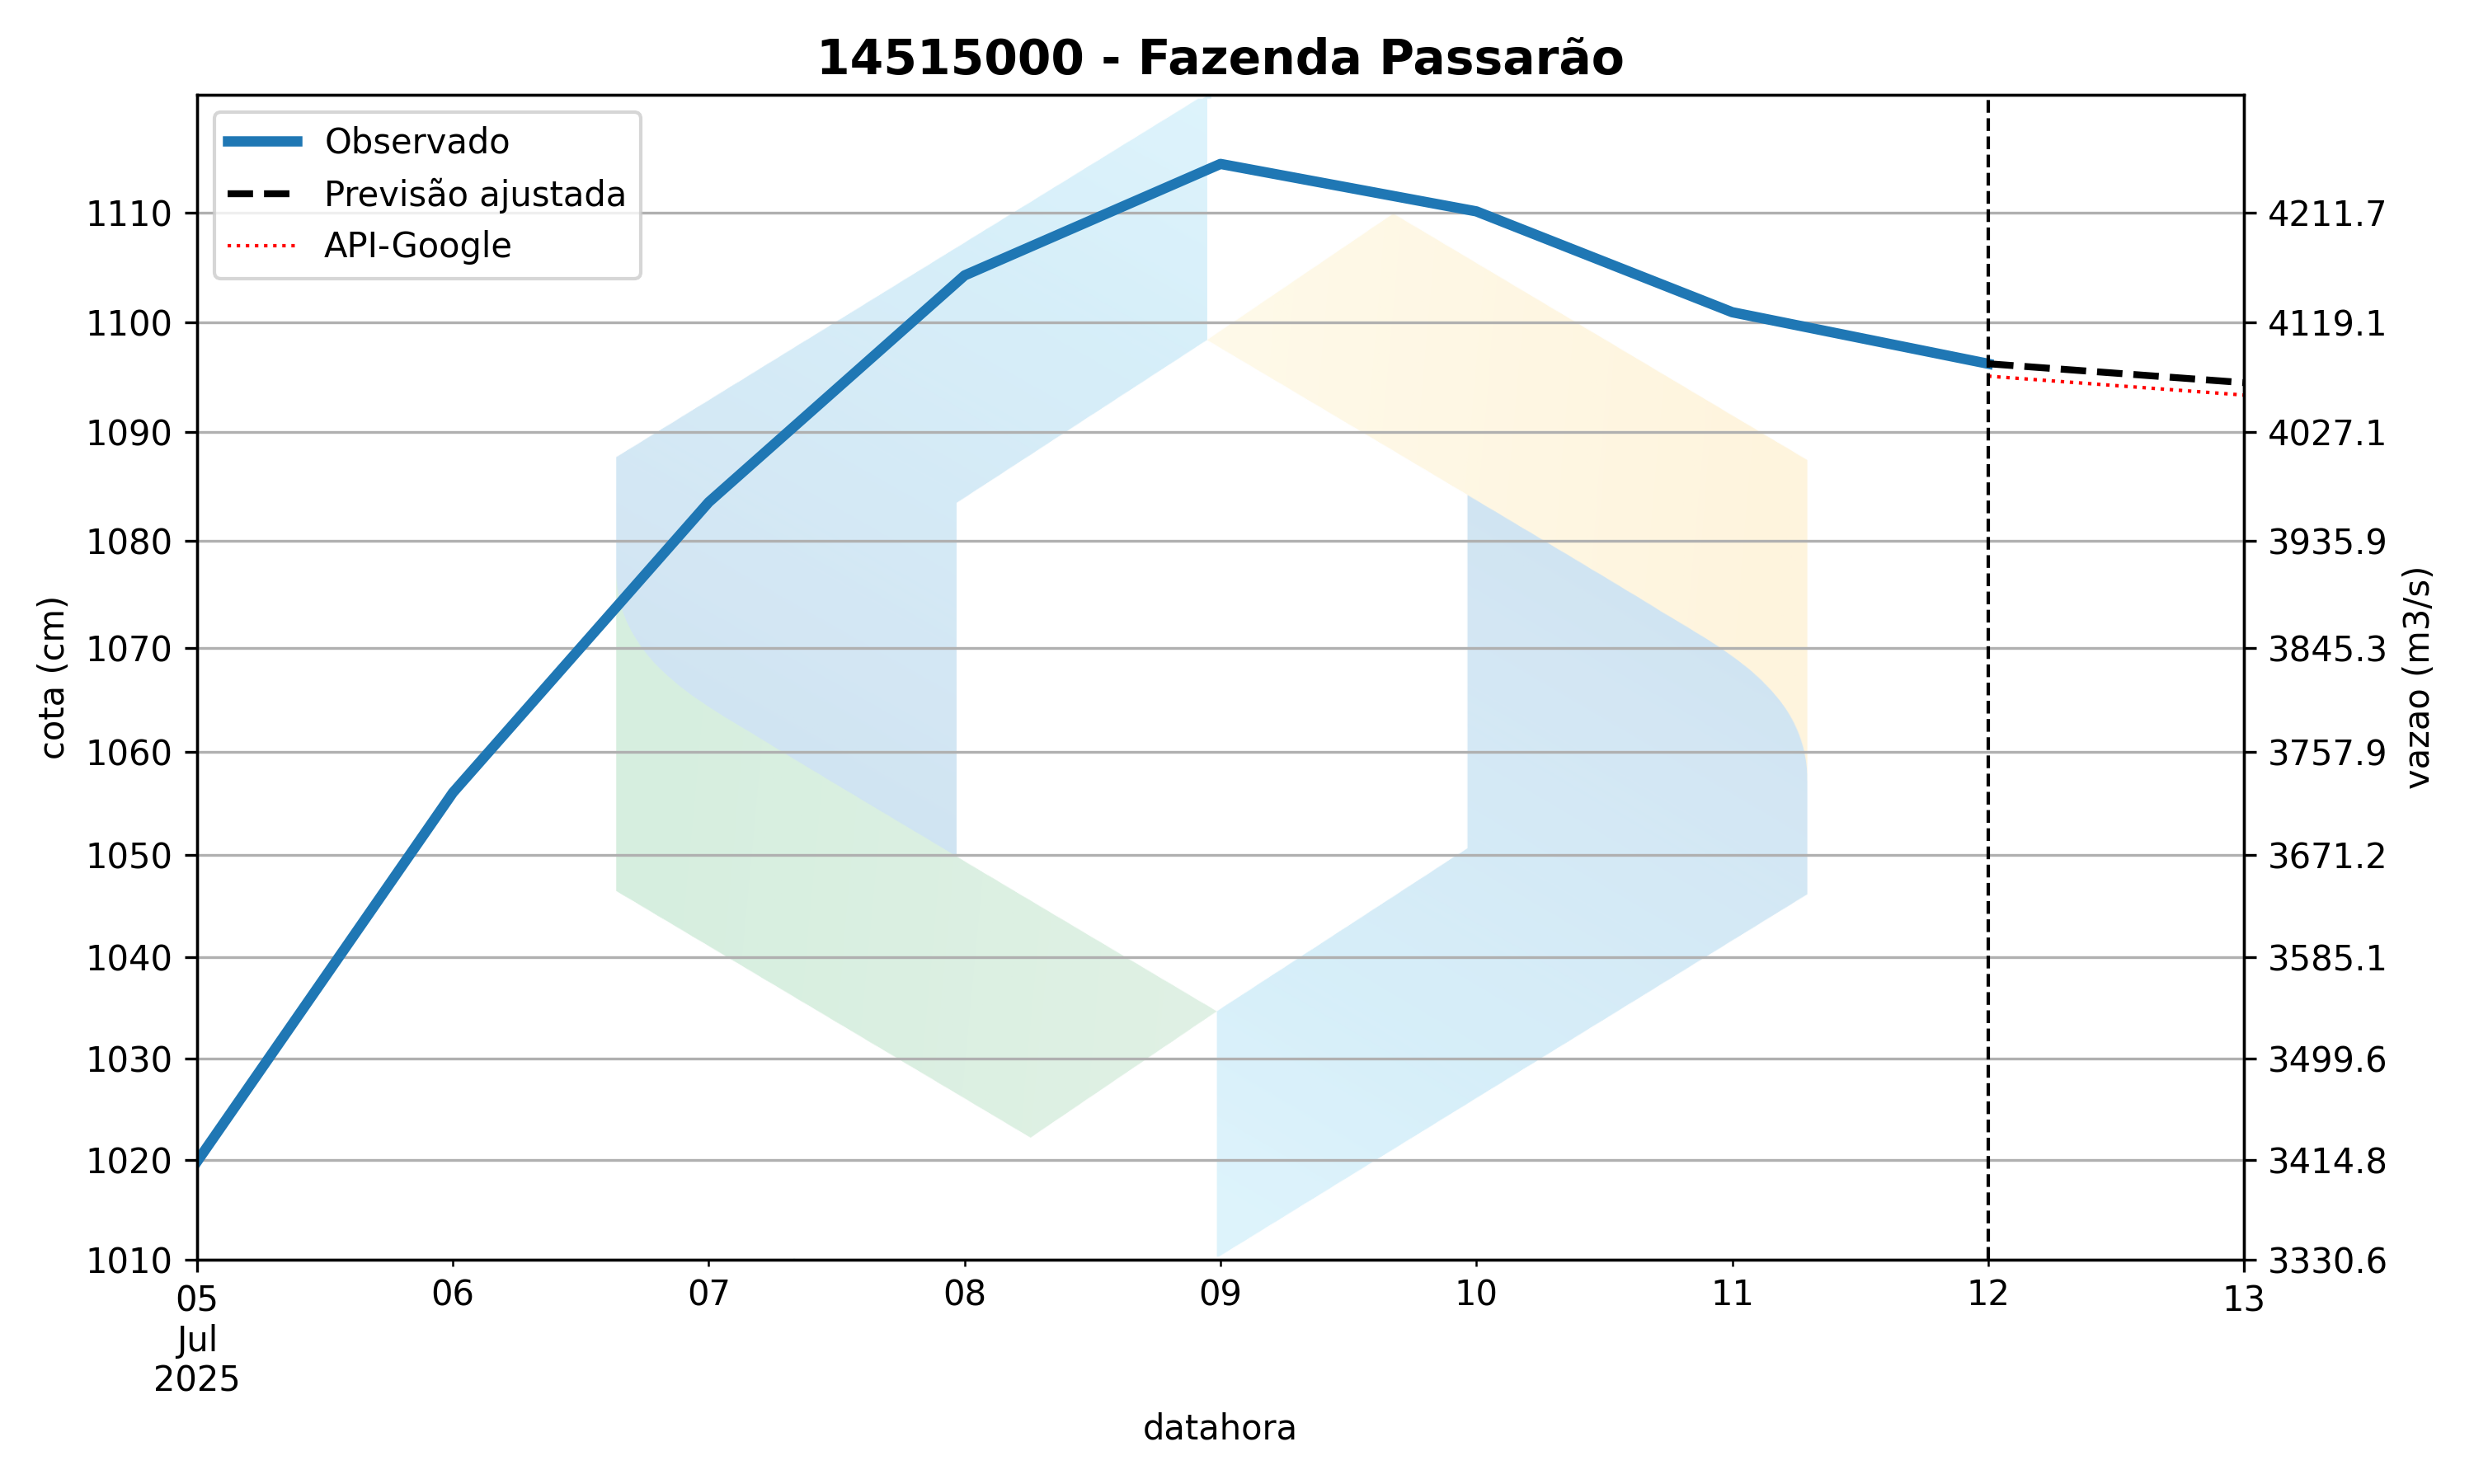 14515000 - Fazenda Passarão
Observado
Previsão ajustada
API-Google
1110
1100
1090
1080
1070
1060
1050
1040
1030
1020
1010
cota (cm)
4211.7
4119.1
4027.1
3935.9
3845.3
3757.9
3671.2
3585.1
3499.6
3414.8
3330.6
vazao (m3/s)
05 06 07 08 09 10 11 12 13
Jul
2025
datahora